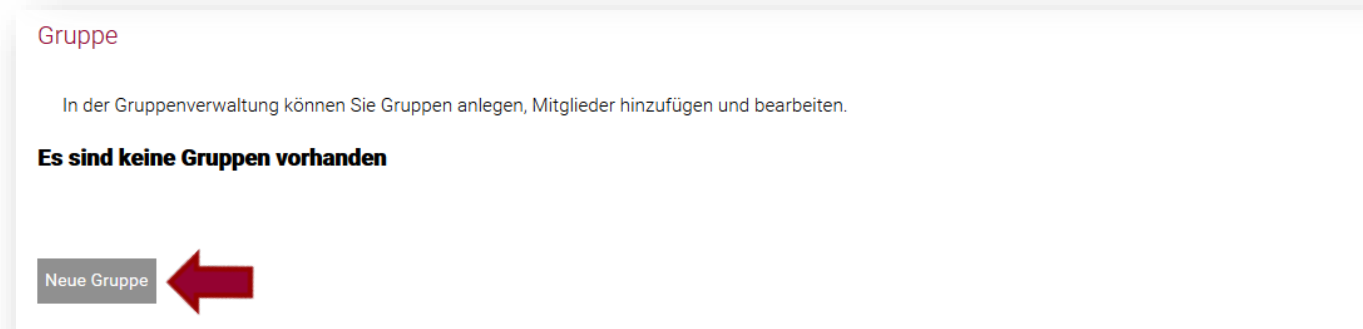 Gruppe
In der Gruppenverwaltung können Sie Gruppen anlegen, Mitglieder hinzufügen und bearbeiten.
Es sind keine Gruppen vorhanden
Neue Gruppe